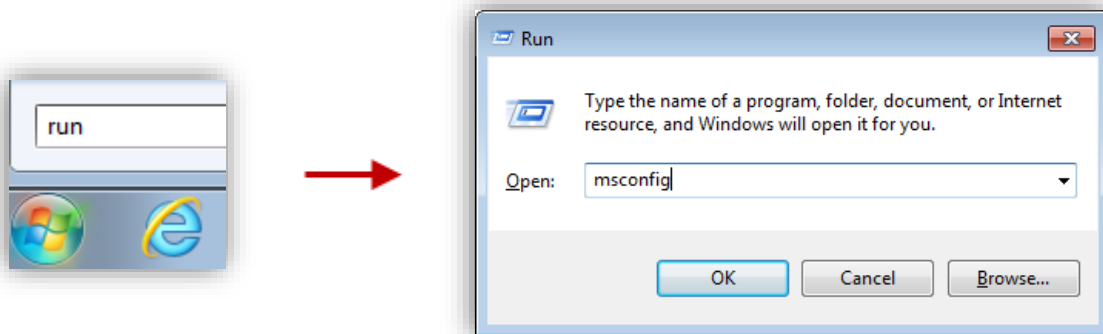 run
Run
Type the name of a program, folder, document, or Internet
resource, and Windows will open it for you.
Open: msconfig
OK Cancel Browse...